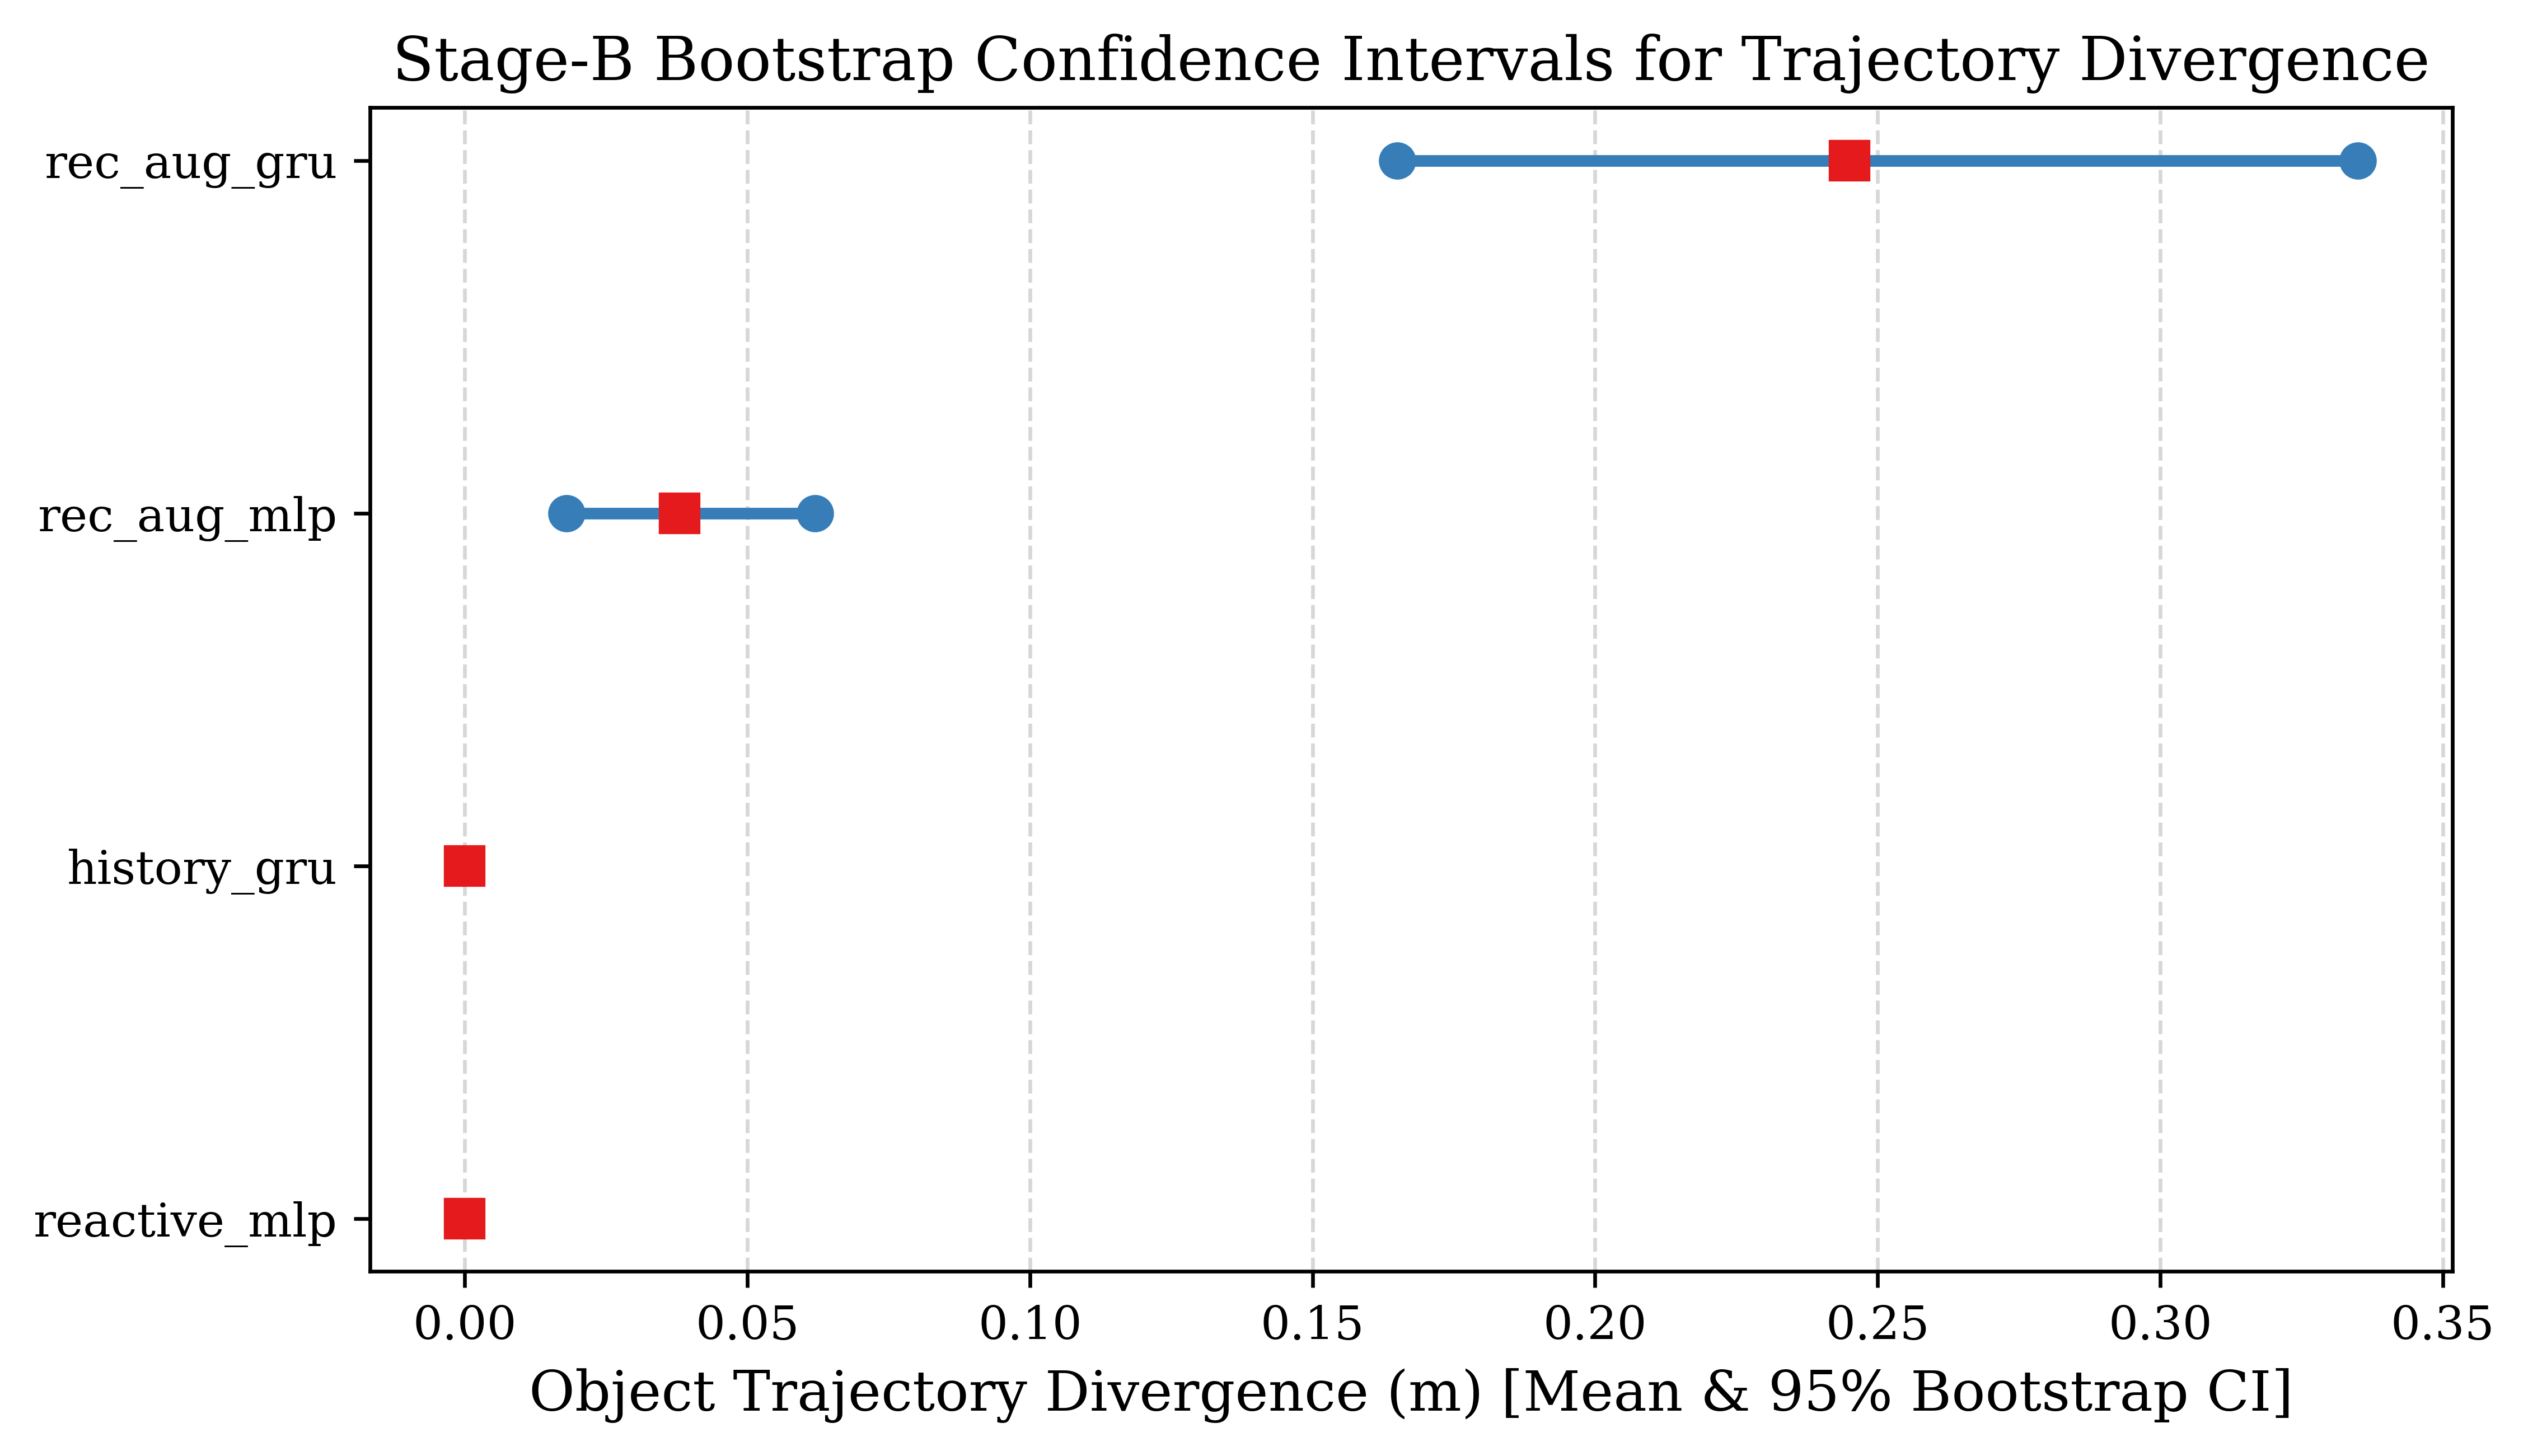 Stage-B Bootstrap Confidence Intervals for Trajectory Divergence
rec_aug_gru
rec_aug_mlp
history_gru
reactive_mlp
0.00 0.05 0.10 0.15 0.20 0.25 0.30 0.35
Object Trajectory Divergence (m) [Mean & 95% Bootstrap CI]